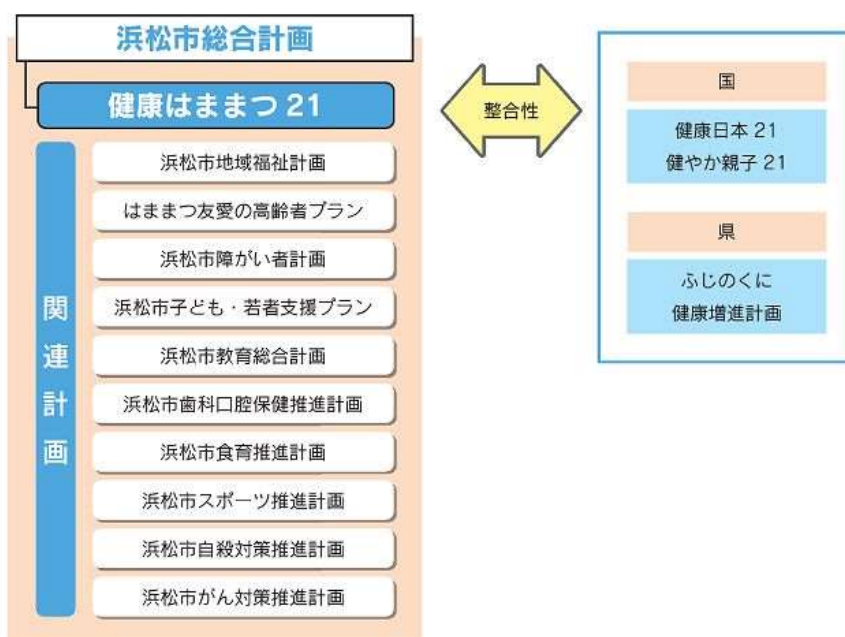 浜松市総合計画
健康はままつ 21
関連計画
浜松市地域福祉計画
はままつ友愛の高齢者プラン
浜松市障がい者計画
浜松市子ども・若者支援プラン
浜松市教育総合計画
浜松市歯科口腔保健推進計画
浜松市食育推進計画
浜松市スポーツ推進計画
浜松市自殺対策推進計画
浜松市がん対策推進計画
整合性
国
健康日本 21
健やか親子 21
県
ふじのくに
健康増進計画